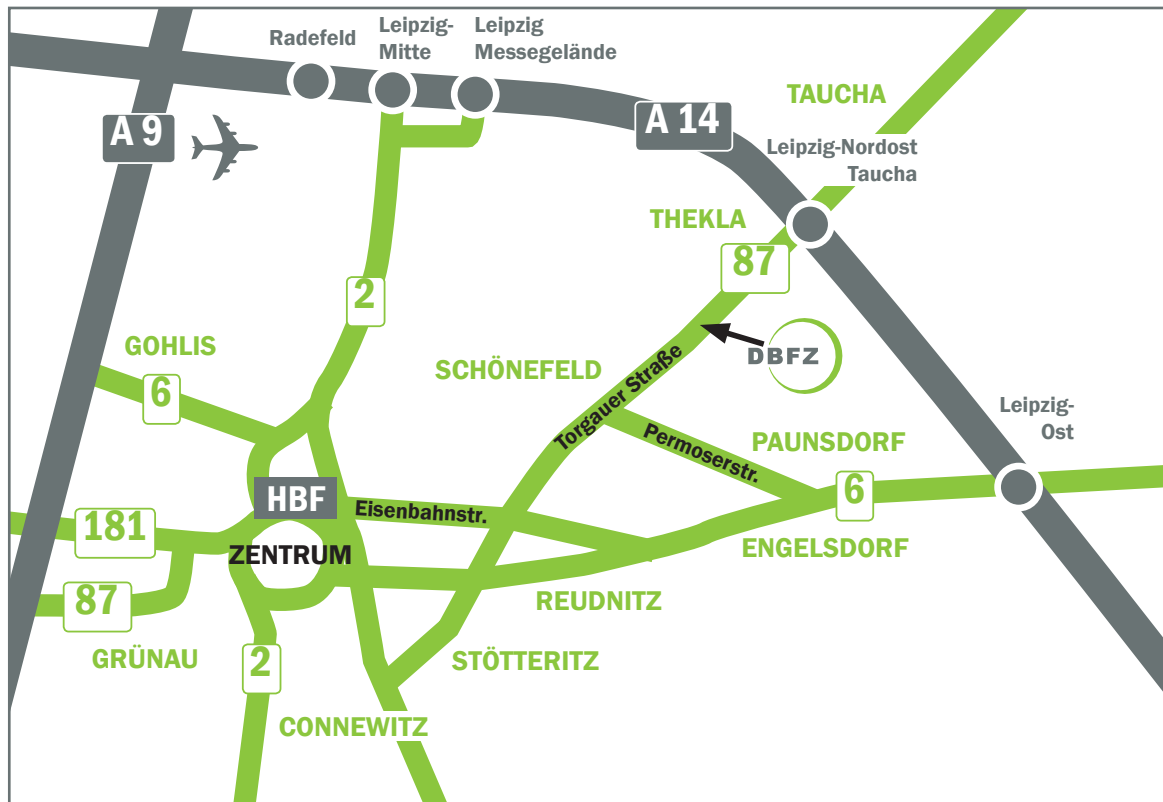 Radefeld
Leipzig-
Mitte
Leipzig
Messegelände
A 9
A 14
TAUCHA
Leipzig-Nordost
Taucha
THEKLA
87
2
GOHLIS
6
SCHÖNEFELD
Torgauer Straße
DBFZ
Permoserstr.
PAUNSDORF
Leipzig-
Ost
6
HBF
Eisenbahnstr.
181
ZENTRUM
ENGELSDORF
87
REUDNITZ
GRÜNAU
2
STÖTTERITZ
CONNEWITZ